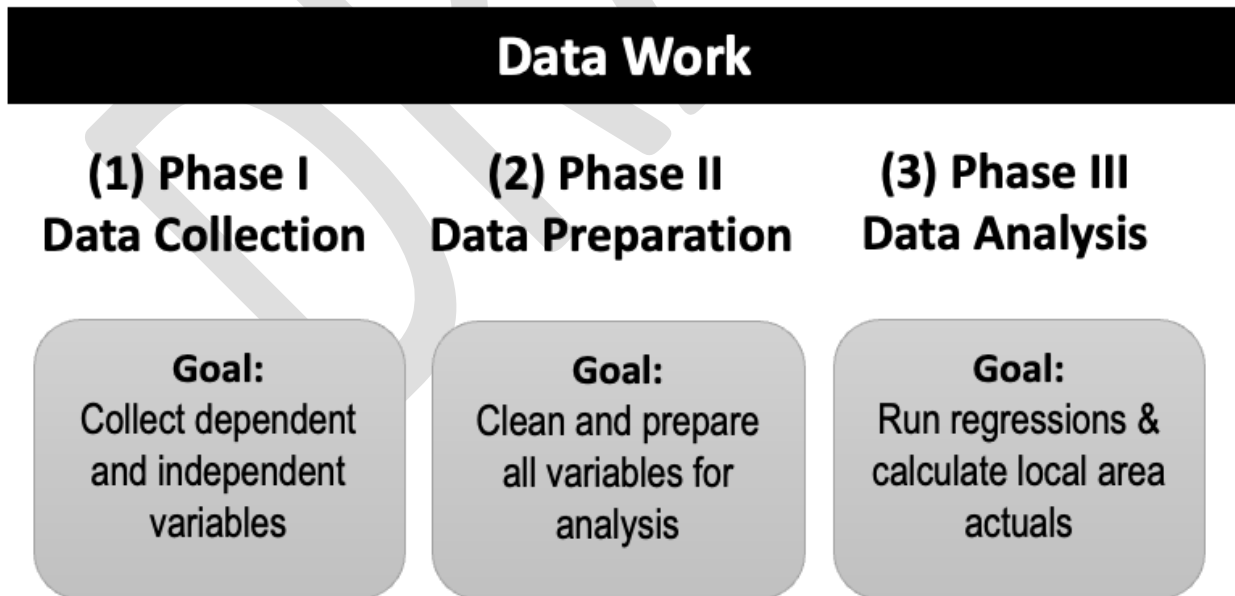 Data Work
(1) Phase I
Data Collection
(2) Phase II
Data Preparation
(3) Phase III
Data Analysis
Goal:
Collect dependent
and independent
variables
Goal:
Clean and prepare
all variables for
analysis
Goal:
Run regressions &
calculate local area
actuals